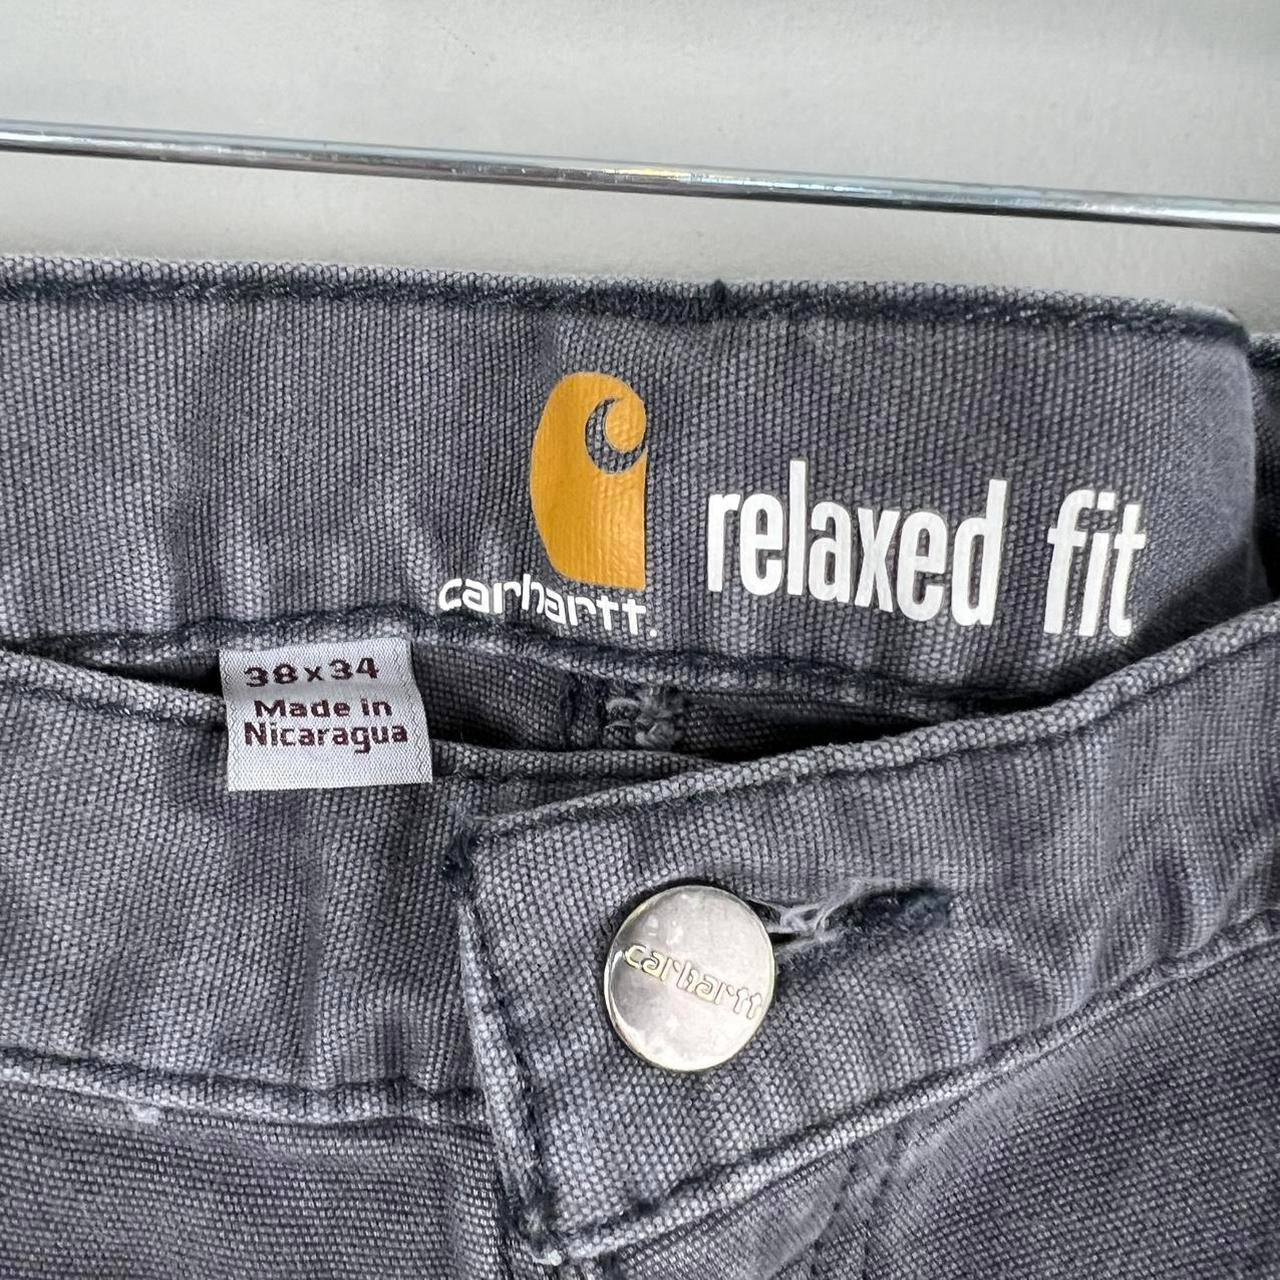 carhartt.
relaxed fit
38x34
Made in
Nicaragua
carhartt